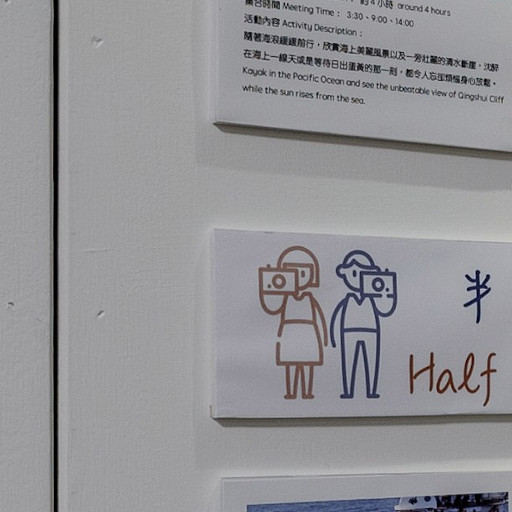 約4小時 around 4 hours
集合時間 Meeting Time： 3:30、9:00、14:00
活動內容 Activity Description：
隨著海浪緩緩前行，欣賞海上美麗風景以及一旁壯麗的清水斷崖，沈醉
在海上一線天或是等待日出蛋黃的那一刻，都令人忘卻煩惱身心放鬆。
Kayak in the Pacific Ocean and see the unbeatable view of Qingshui Cliff
while the sun rises from the sea.
半
Half